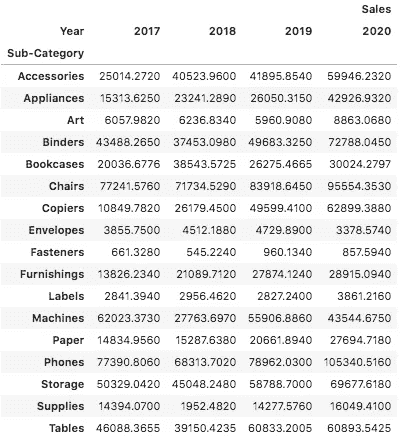 Sales
Year 2017 2018 2019 2020
Sub-Category
Accessories 25014.2720 40523.9600 41895.8540 59946.2320
Appliances 15313.6250 23241.2890 26050.3150 42926.9320
Art 6057.9820 6236.8340 5960.9080 8863.0680
Binders 43488.2650 37453.0980 49683.3250 72788.0450
Bookcases 20036.6776 38543.5725 26275.4665 30024.2797
Chairs 77241.5760 71734.5290 83918.6450 95554.3530
Copiers 10849.7820 26179.4500 49599.4100 62899.3880
Envelopes 3855.7500 4512.1880 4729.8900 3378.5740
Fasteners 661.3280 545.2240 960.1340 857.5940
Furnishings 13826.2340 21089.7120 27874.1240 28915.0940
Labels 2841.3940 2956.4620 2827.2400 3861.2160
Machines 62023.3730 27763.6970 55906.8860 43544.6750
Paper 14834.9560 15287.6380 20661.8940 27694.7180
Phones 77390.8060 68313.7020 78962.0300 105340.5160
Storage 50329.0420 45048.2480 58788.7000 69677.6180
Supplies 14394.0700 1952.4820 14277.5760 16049.4100
Tables 46088.3655 39150.4235 60833.2005 60893.5425